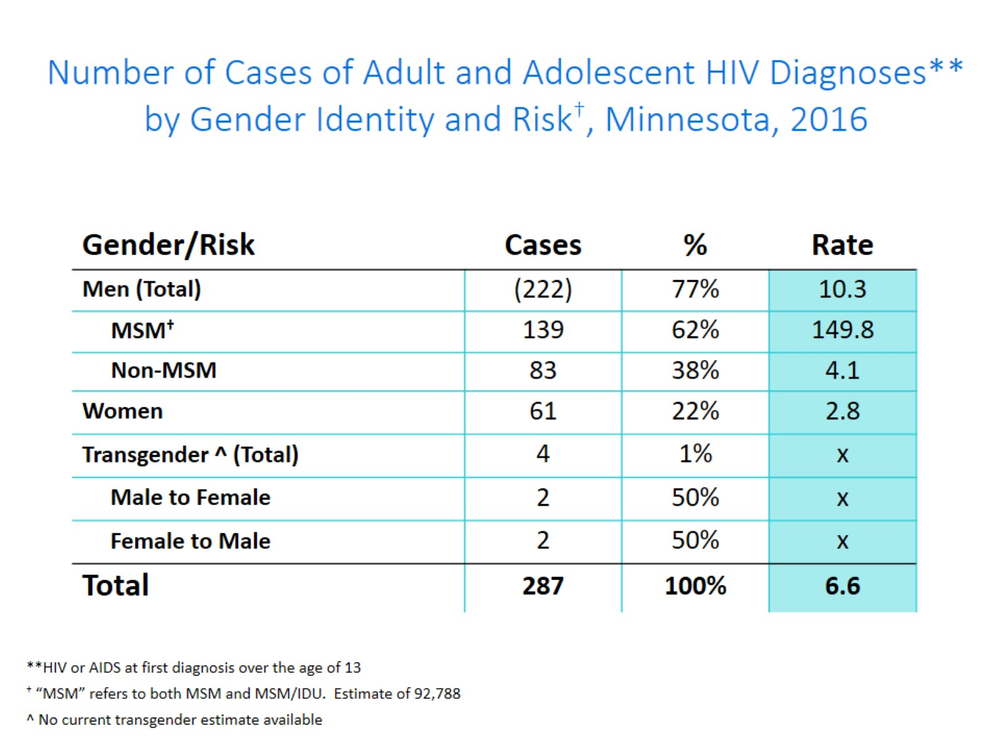 Number of Cases of Adult and Adolescent HIV Diagnoses**
by Gender Identity and Risk†, Minnesota, 2016
Gender/Risk Cases % Rate
Men (Total) (222) 77% 10.3
MSM† 139 62% 149.8
Non-MSM 83 38% 4.1
Women 61 22% 2.8
Transgender ^ (Total) 4 1% x
Male to Female 2 50% x
Female to Male 2 50% x
Total 287 100% 6.6
**HIV or AIDS at first diagnosis over the age of 13
† “MSM” refers to both MSM and MSM/IDU. Estimate of 92,788
^ No current transgender estimate available